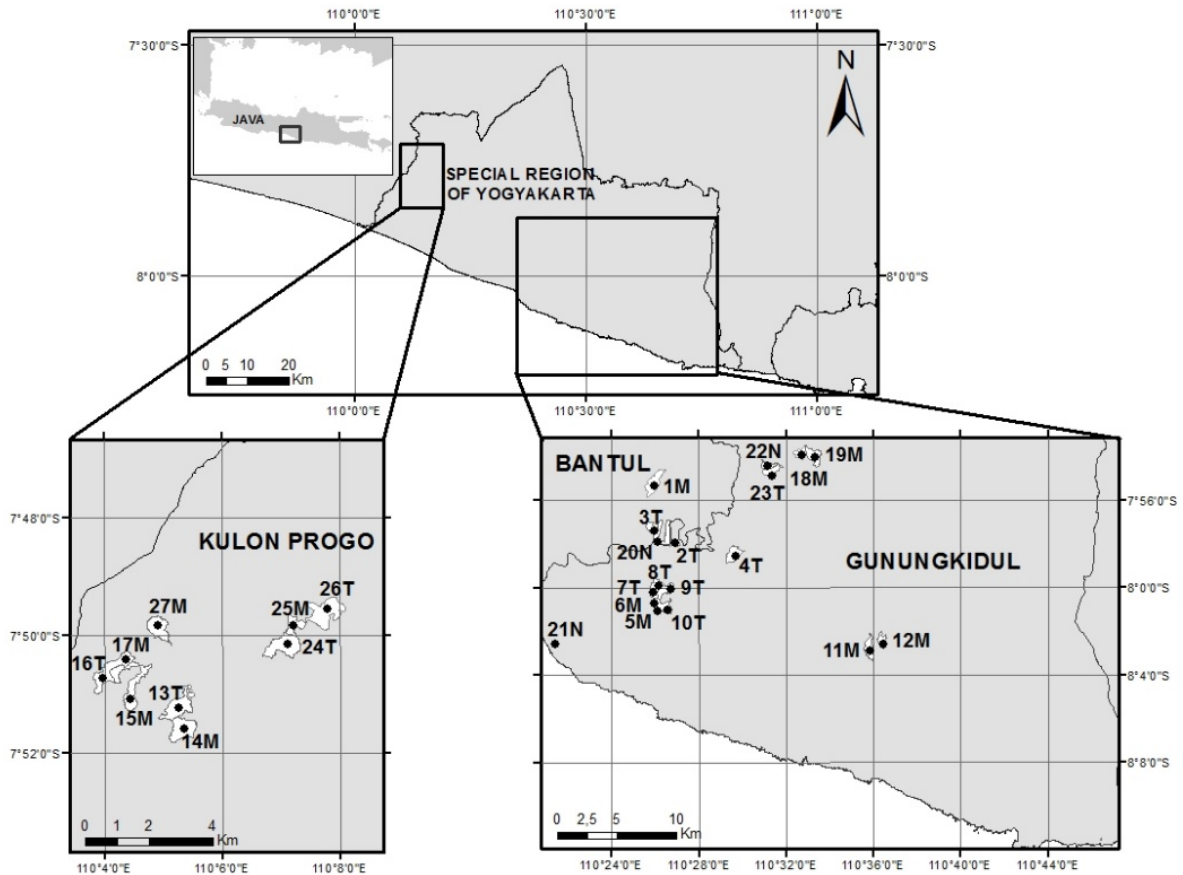 110°0'0"E 110°30'0"E 111°0'0"E
7°30'0"S 7°30'0"S
N
JAVA
SPECIAL REGION
OF YOGYAKARTA
8°0'0"S 8°0'0"S
0 5 10 20
Km
110°0'0"E 110°30'0"E 111°0'0"E
7°48'0"S
KULON PROGO
26T
27M 25M
7°50'0"S
17M 24T
16T
13T
15M
14M
7°52'0"S
0 1 2 4
Km
110°4'0"E 110°6'0"E 110°8'0"E
BANTUL
22N 19M
1M 18M
23T
7°56'0"S
3T
20N 2T
4T
GUNUNGKIDUL
8T
7T 9T
8°0'0"S
6M
5M 10T
21N
11M 12M
8°4'0"S
8°8'0"S
0 2,5 5 10
Km
110°24'0"E 110°28'0"E 110°32'0"E 110°36'0"E 110°40'0"E 110°44'0"E